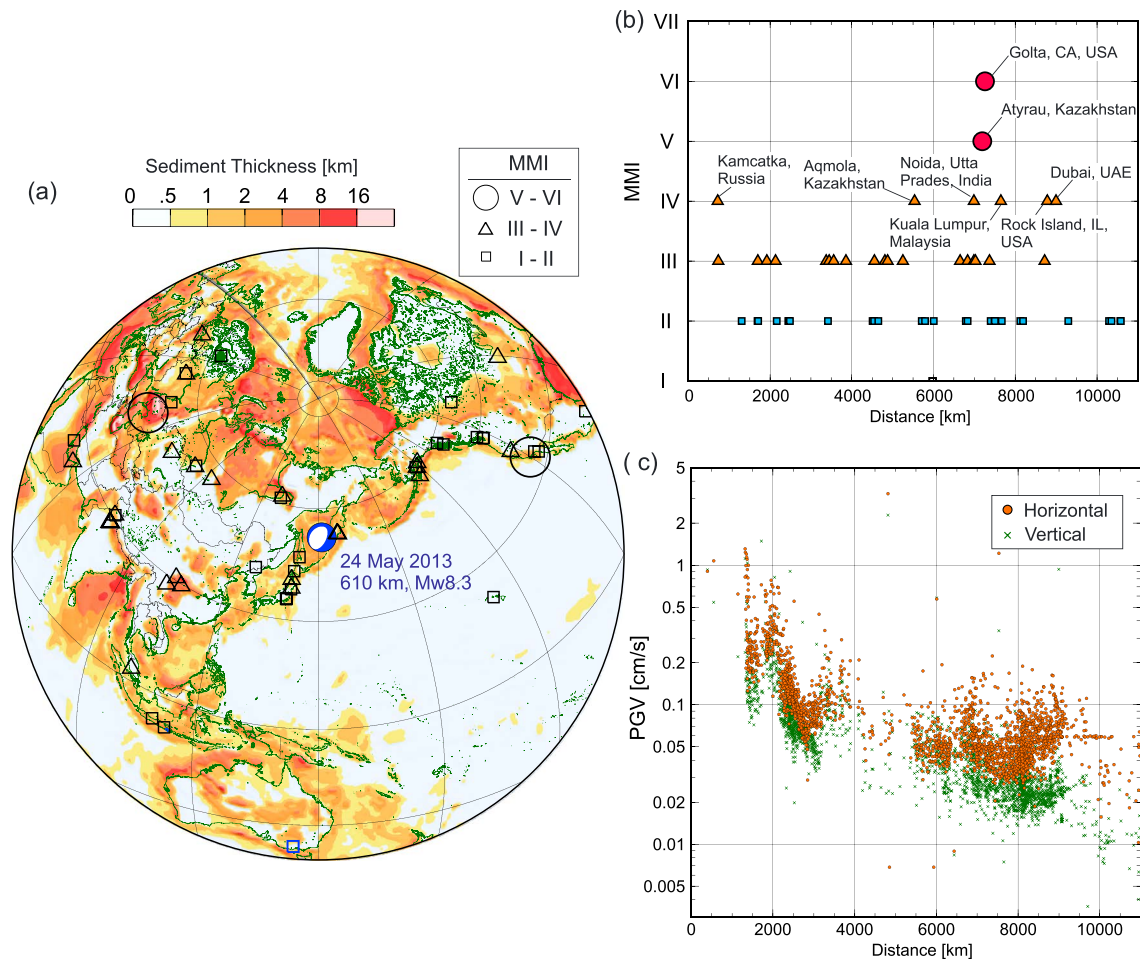 (a)
Sediment Thickness [km]
0 .5 1 2 4 8 16
MMI
V - VI
III - IV
I - II
24 May 2013
610 km, Mw8.3
(b)
VII
VI
V
IV
III
II
I
MMI
Golta, CA, USA
Atyrau, Kazakhstan
Kamcatka,
Russia
Aqmola,
Kazakhstan
Noida, Utta
Prades, India
Dubai, UAE
Kuala Lumpur,
Malaysia
Rock Island, IL,
USA
0 2000 4000 6000 8000 10000
Distance [km]
( c)
5
2
1
0.5
0.2
0.1
0.05
0.02
0.01
0.005
PGV [cm/s]
Horizontal
Vertical
0 2000 4000 6000 8000 10000
Distance [km]